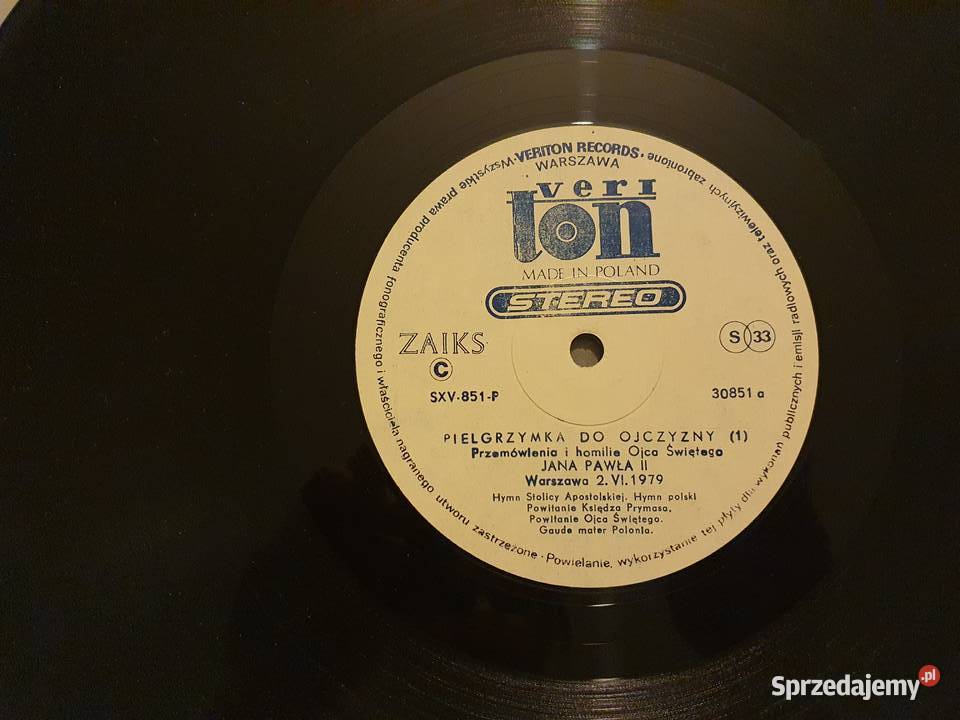 Wszystkie prawa producenta fonograficznego i właściciela nagranego utworu zastrzeżone • Powielanie, wykorzystanie tej płyty dla wykonań publicznych i emisji radiowych oraz telewizyjnych zabronione • VERITON RECORDS •
WARSZAWA
veri
ton
MADE IN POLAND
STEREO
ZAIKS
C
S 33
SXV-851-P
30851 a
PIELGRZYMKA DO OJCZYZNY (1)
Przemówienia i homilie Ojca Świętego
JANA PAWŁA II
Warszawa 2.VI.1979
Hymn Stolicy Apostolskiej. Hymn polski
Powitanie Księdza Prymasa.
Powitanie Ojca Świętego.
Gaude mater Polonia.
Sprzedajemy.pl